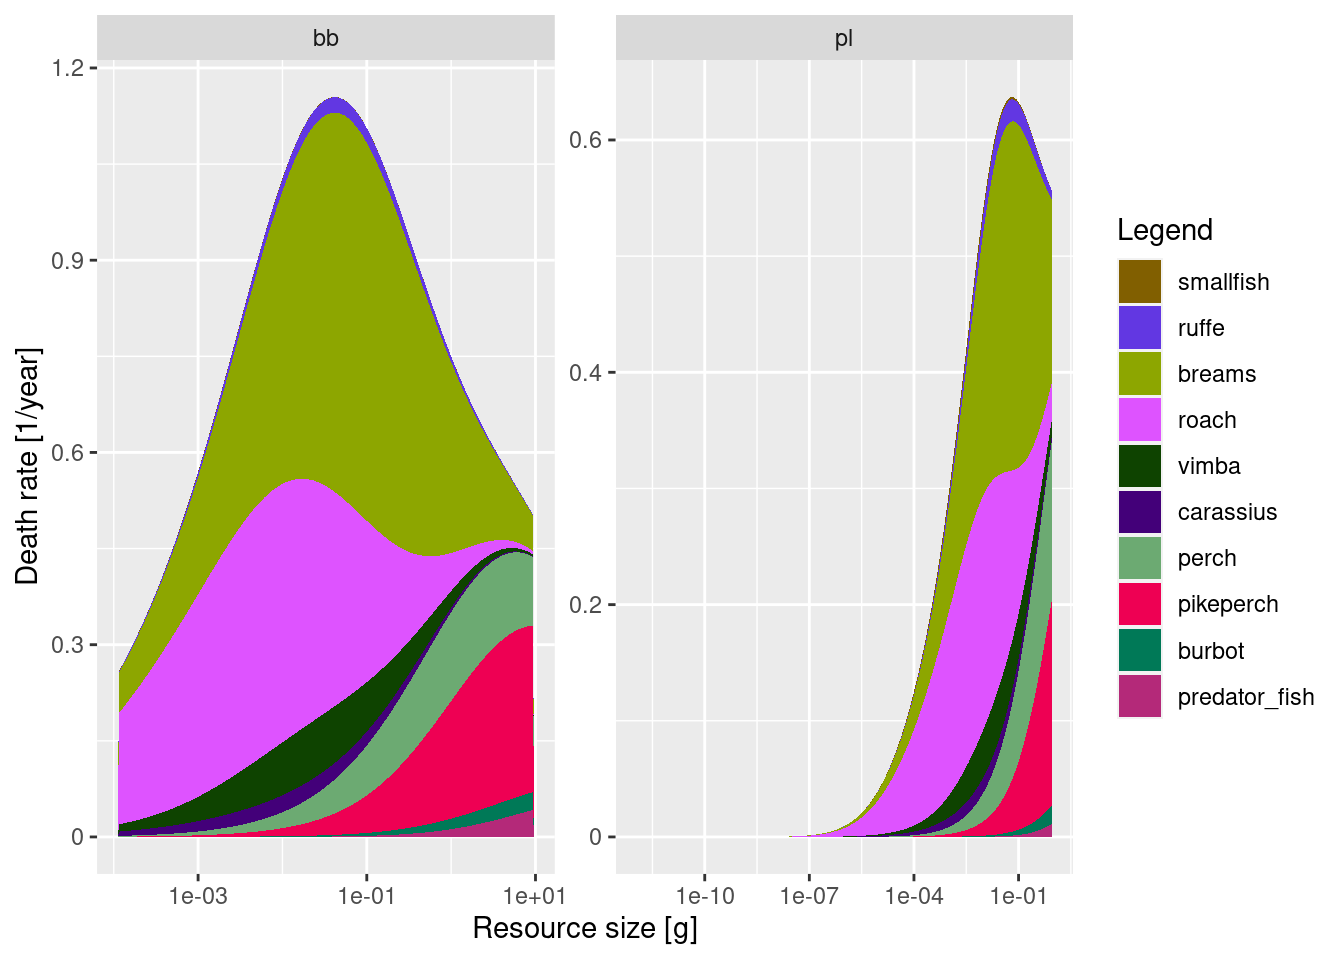 bb
pl
1.2
0.9
0.6
0.3
0
0.6
0.4
0.2
0
1e-03
1e-01
1e+01
1e-10
1e-07
1e-04
1e-01
Resource size [g]
Death rate [1/year]
Legend
smallfish
ruffe
breams
roach
vimba
carassius
perch
pikeperch
burbot
predator_fish